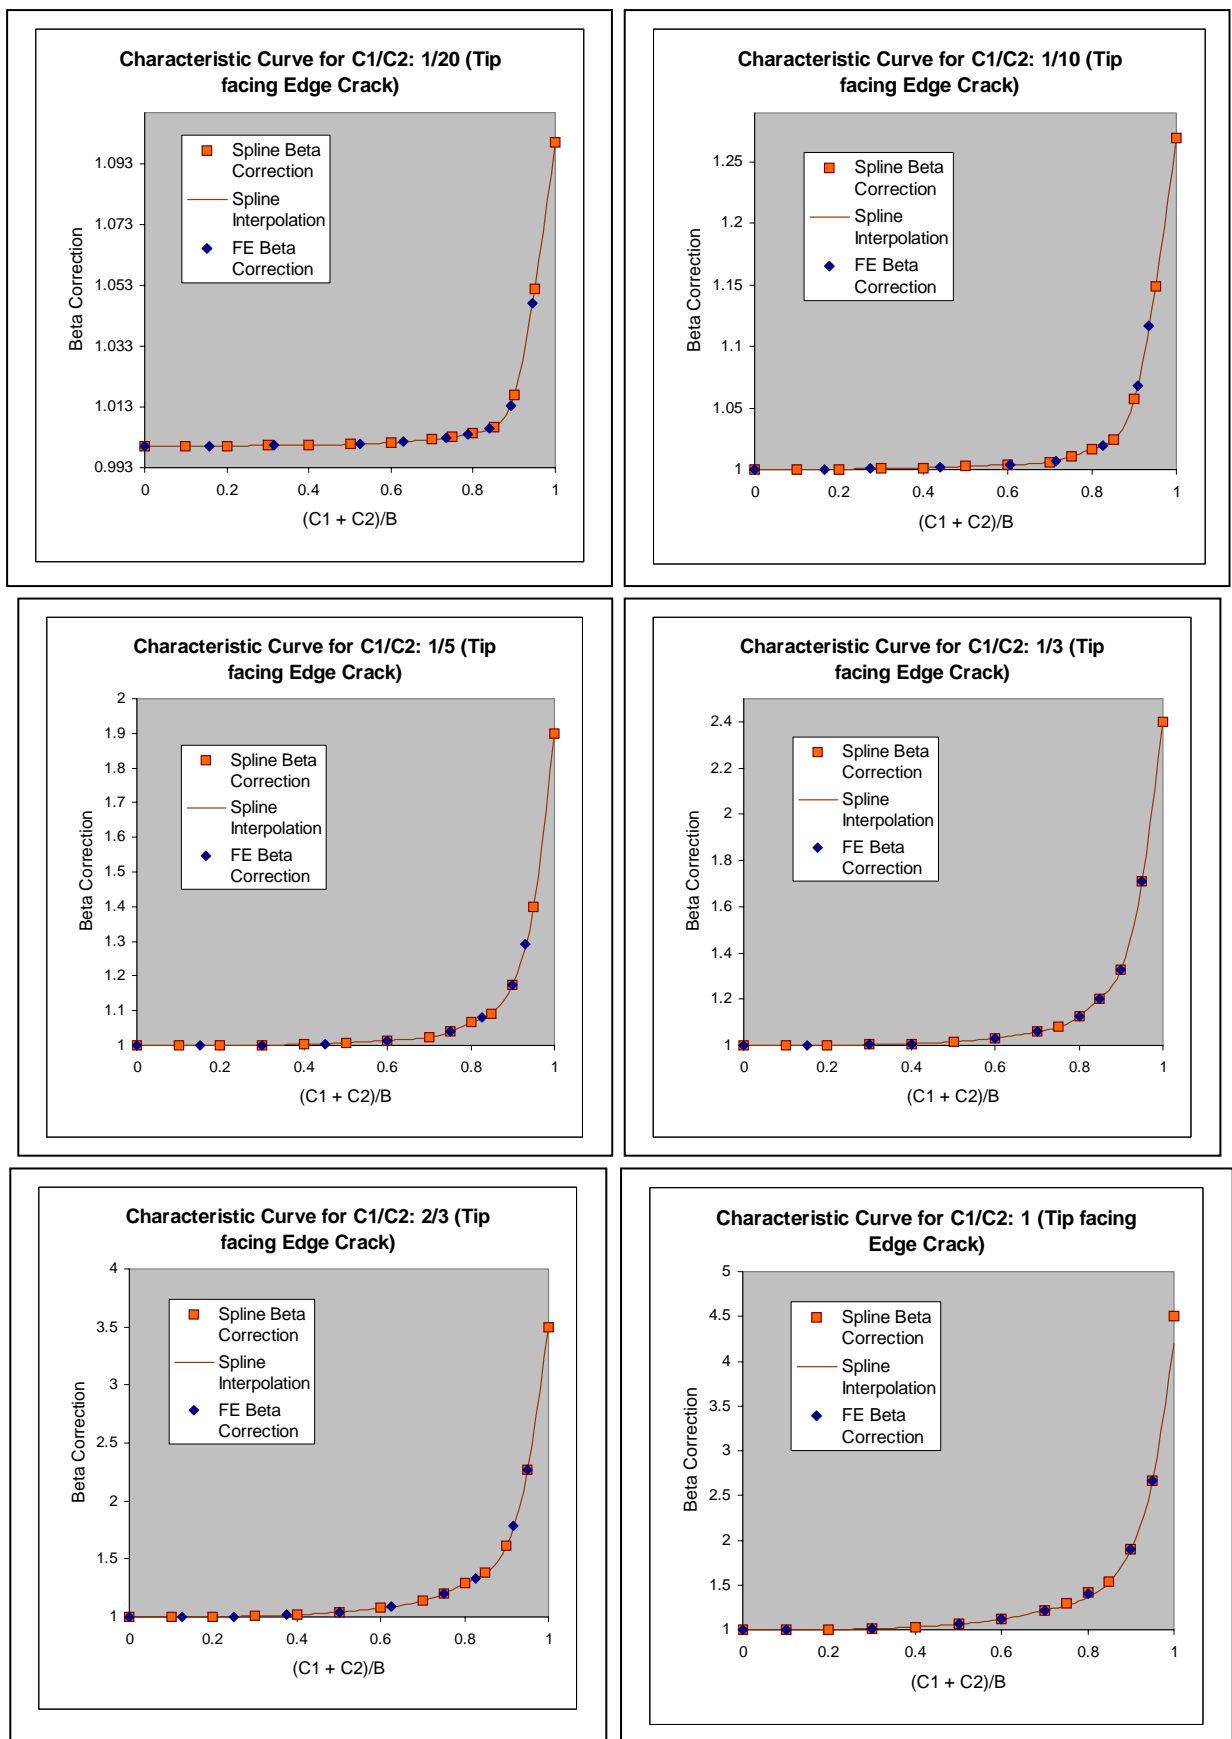 Characteristic Curve for C1/C2: 1/20 (Tip
facing Edge Crack)
Spline Beta
Correction
Spline
Interpolation
FE Beta
Correction
Beta Correction
1.093
1.073
1.053
1.033
1.013
0.993
0 0.2 0.4 0.6 0.8 1
(C1 + C2)/B
Characteristic Curve for C1/C2: 1/10 (Tip
facing Edge Crack)
Spline Beta
Correction
Spline
Interpolation
FE Beta
Correction
Beta Correction
1.25
1.2
1.15
1.1
1.05
1
0 0.2 0.4 0.6 0.8 1
(C1 + C2)/B
Characteristic Curve for C1/C2: 1/5 (Tip
facing Edge Crack)
Spline Beta
Correction
Spline
Interpolation
FE Beta
Correction
Beta Correction
2
1.9
1.8
1.7
1.6
1.5
1.4
1.3
1.2
1.1
1
0 0.2 0.4 0.6 0.8 1
(C1 + C2)/B
Characteristic Curve for C1/C2: 1/3 (Tip
facing Edge Crack)
Spline Beta
Correction
Spline
Interpolation
FE Beta
Correction
Beta Correction
2.4
2.2
2
1.8
1.6
1.4
1.2
1
0 0.2 0.4 0.6 0.8 1
(C1 + C2)/B
Characteristic Curve for C1/C2: 2/3 (Tip
facing Edge Crack)
Spline Beta
Correction
Spline
Interpolation
FE Beta
Correction
Beta Correction
4
3.5
3
2.5
2
1.5
1
0 0.2 0.4 0.6 0.8 1
(C1 + C2)/B
Characteristic Curve for C1/C2: 1 (Tip facing
Edge Crack)
Spline Beta
Correction
Spline
Interpolation
FE Beta
Correction
Beta Correction
5
4.5
4
3.5
3
2.5
2
1.5
1
0 0.2 0.4 0.6 0.8 1
(C1 + C2)/B